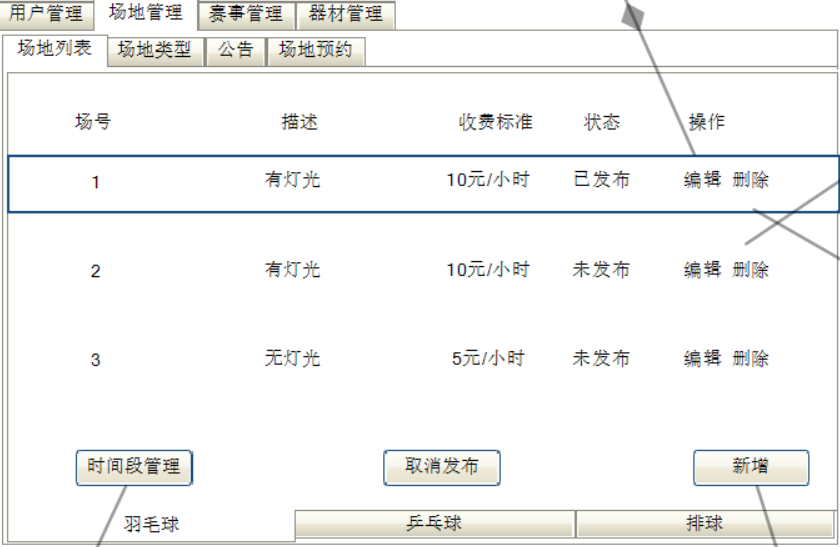 用户管理 场地管理 赛事管理 器材管理
场地列表 场地类型 公告 场地预约
场号 描述 收费标准 状态 操作
1 有灯光 10元/小时 已发布 编辑 删除
2 有灯光 10元/小时 未发布 编辑 删除
3 无灯光 5元/小时 未发布 编辑 删除
时间段管理 取消发布 新增
羽毛球 乒乓球 排球